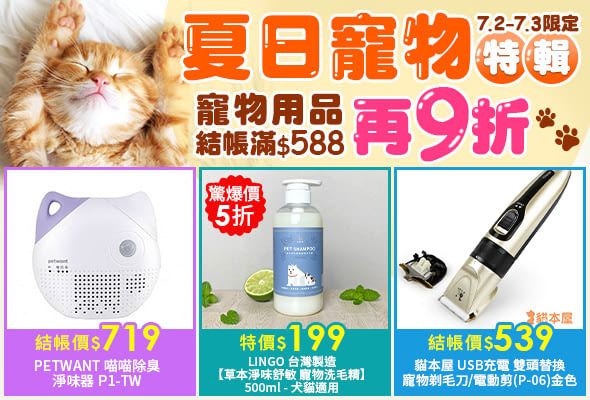 夏日寵物特輯
7.2-7.3限定
寵物用品
結帳滿$588
再9折
petwant
驚爆價
5折
PET SHAMPOO
貓本屋
結帳價$719
PETWANT 喵喵除臭
淨味器 P1-TW
特價$199
LINGO 台灣製造
【草本淨味舒敏 寵物洗毛精】
500ml - 犬貓適用
結帳價$539
貓本屋 USB充電 雙頭替換
寵物剃毛刀/電動剪(P-06)金色